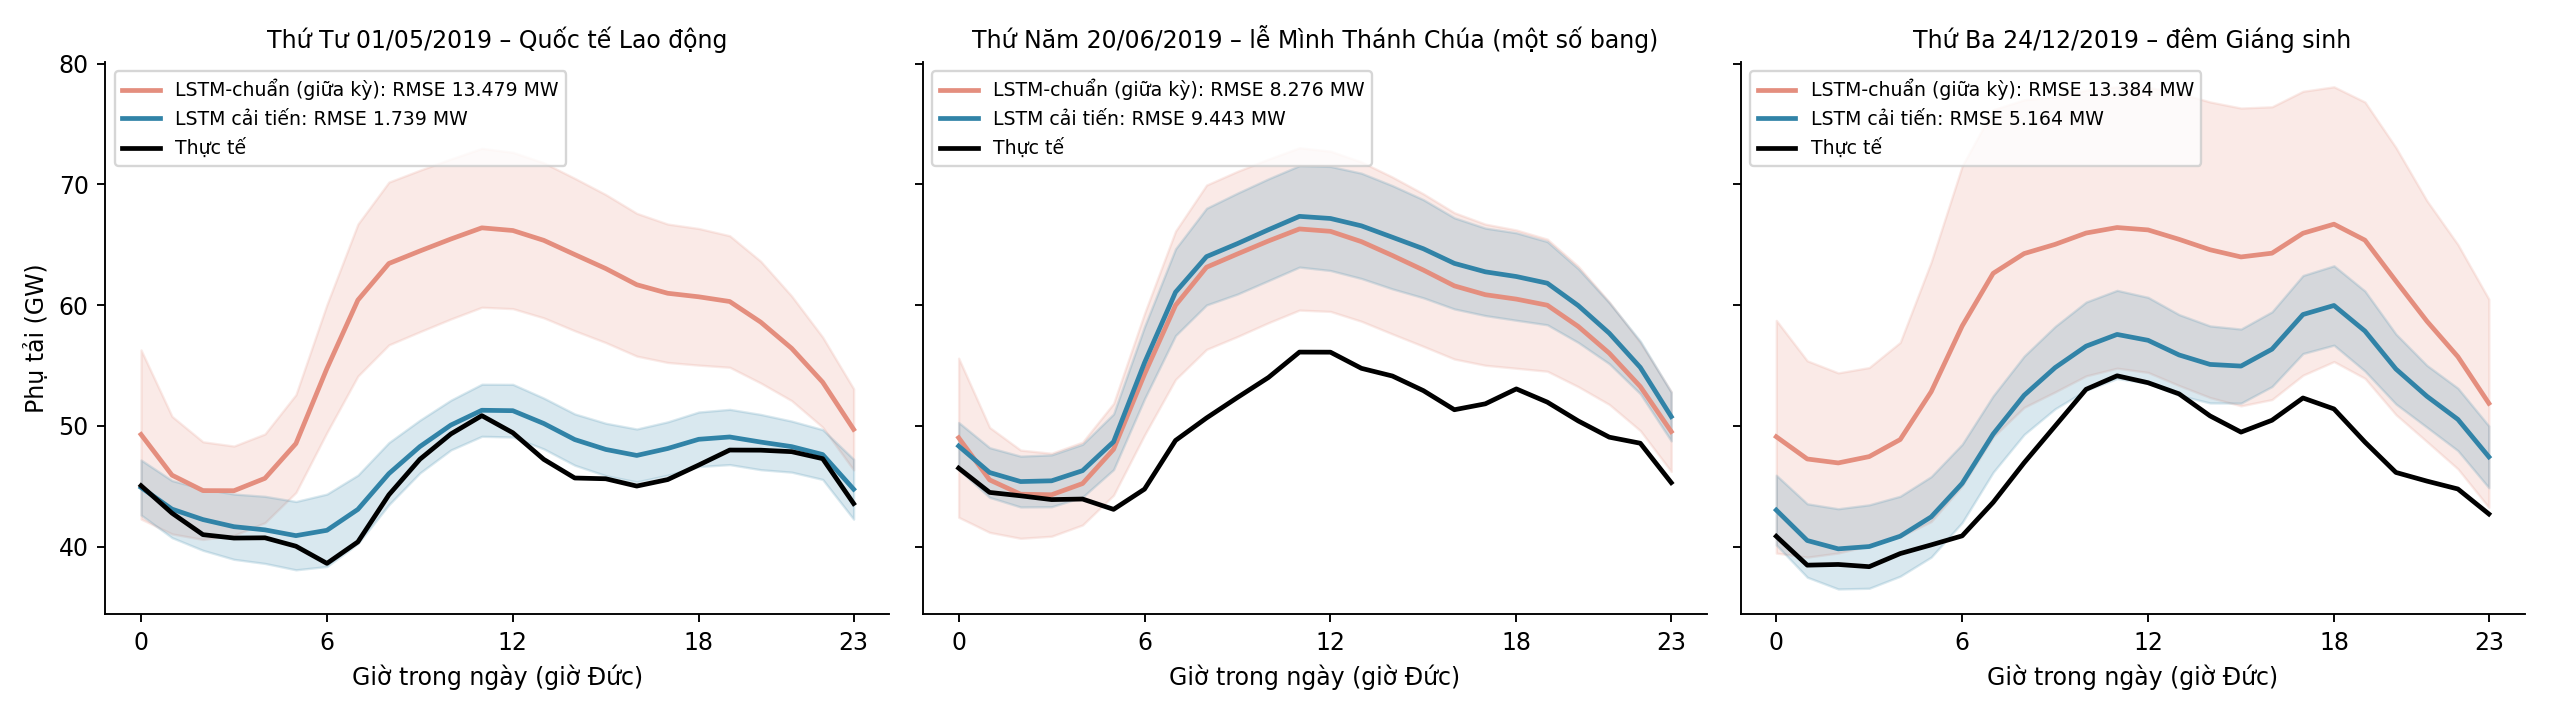 Thứ Tư 01/05/2019 – Quốc tế Lao động
LSTM-chuẩn (giữa kỳ): RMSE 13.479 MW
LSTM cải tiến: RMSE 1.739 MW
Thực tế
Phụ tải (GW)
80
70
60
50
40
0 6 12 18 23
Giờ trong ngày (giờ Đức)
Thứ Năm 20/06/2019 – lễ Mình Thánh Chúa (một số bang)
LSTM-chuẩn (giữa kỳ): RMSE 8.276 MW
LSTM cải tiến: RMSE 9.443 MW
Thực tế
0 6 12 18 23
Giờ trong ngày (giờ Đức)
Thứ Ba 24/12/2019 – đêm Giáng sinh
LSTM-chuẩn (giữa kỳ): RMSE 13.384 MW
LSTM cải tiến: RMSE 5.164 MW
Thực tế
0 6 12 18 23
Giờ trong ngày (giờ Đức)